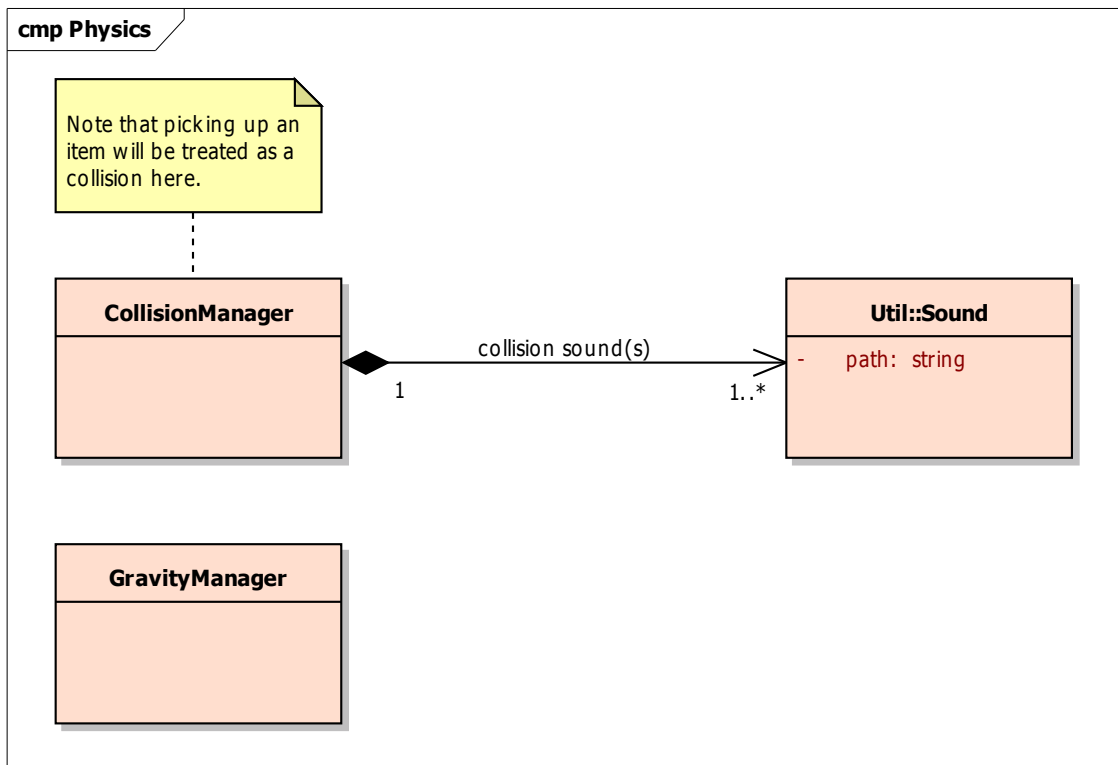 cmp Physics
Note that picking up an
item will be treated as a
collision here.
CollisionManager
collision sound(s)
1
1..*
Util::Sound
- path: string
GravityManager